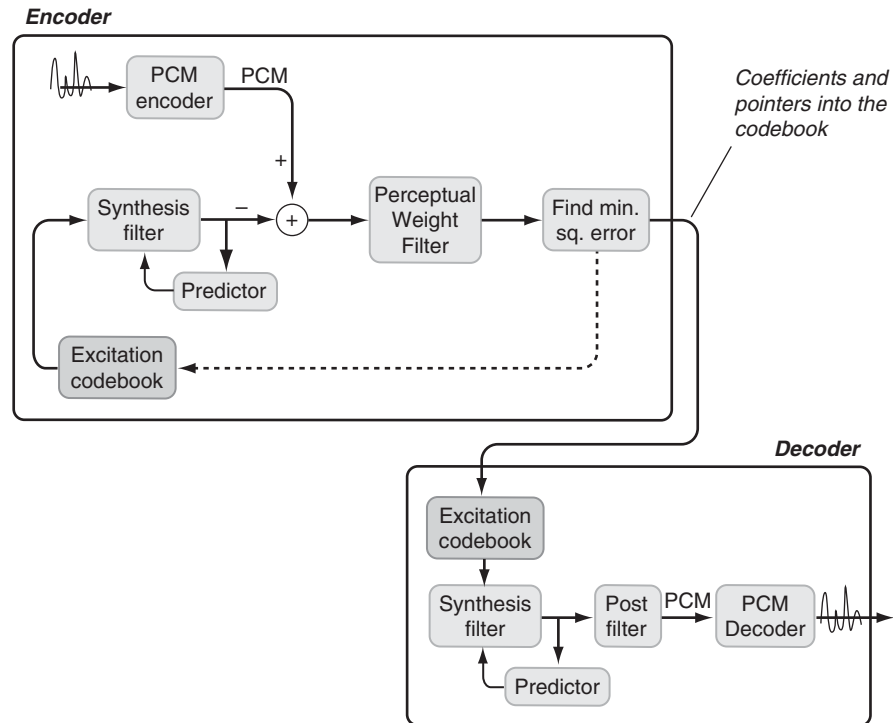 Encoder
PCM
encoder
PCM
Coefficients and
pointers into the
codebook
+
Synthesis
filter
–
+
Perceptual
Weight
Filter
Find min.
sq. error
Predictor
Excitation
codebook
Decoder
Excitation
codebook
Synthesis
filter
Post
filter
PCM
PCM
Decoder
Predictor